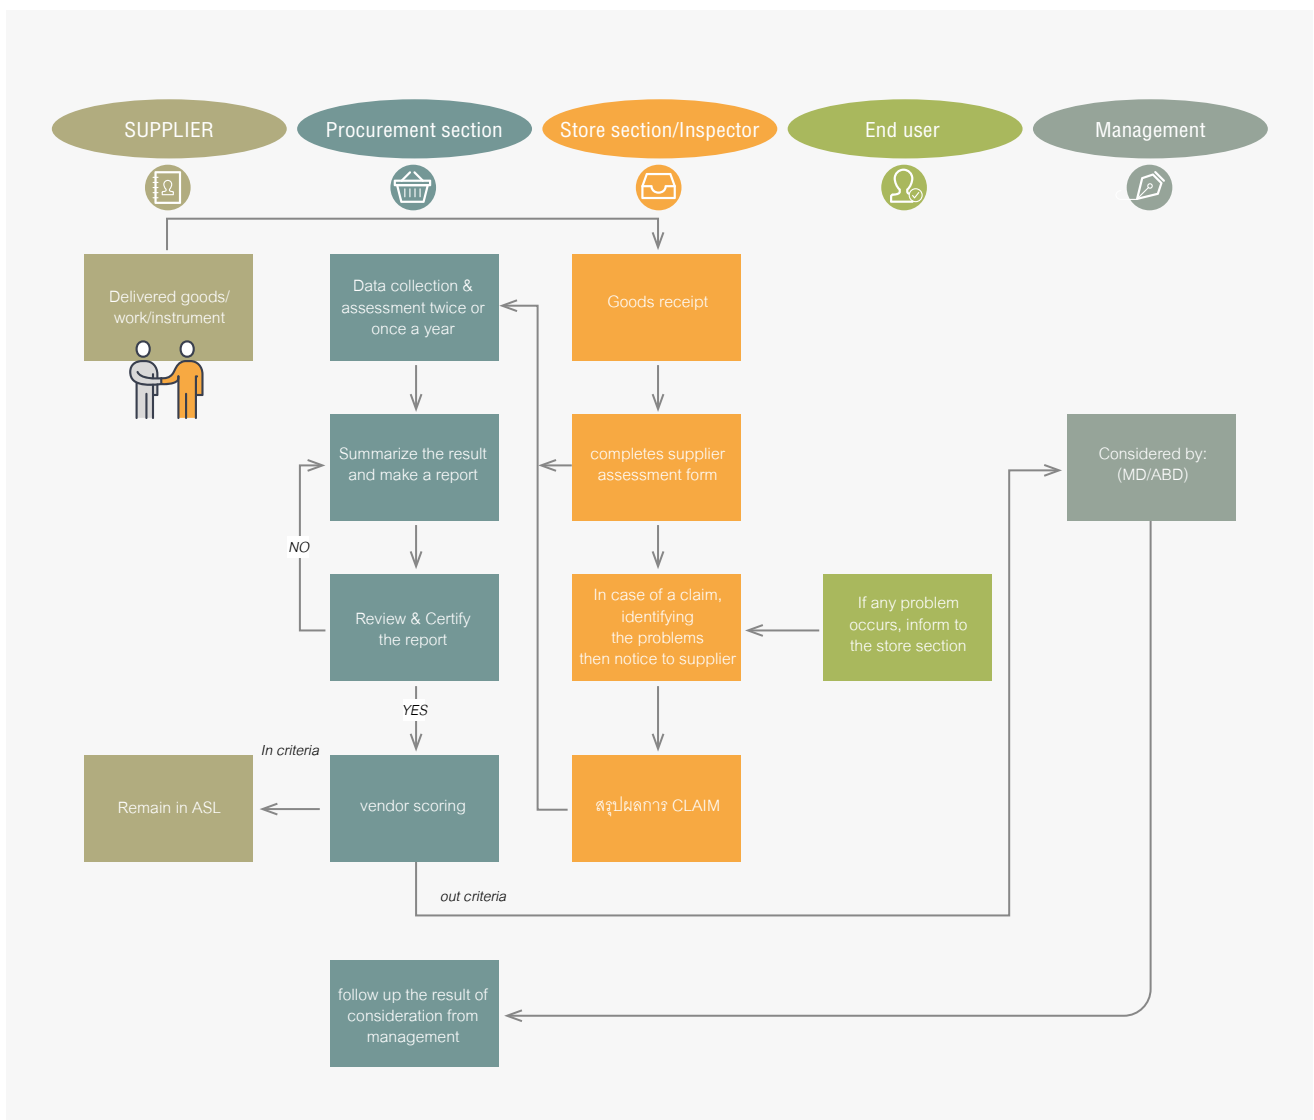 SUPPLIER
Procurement section
Store section/Inspector
End user
Management
Delivered goods/
work/instrument
Data collection &
assessment twice or
once a year
Goods receipt
Summarize the result
and make a report
completes supplier
assessment form
Considered by:
(MD/ABD)
NO
Review & Certify
the report
In case of a claim,
identifying
the problems
then notice to supplier
If any problem
occurs, inform to
the store section
YES
In criteria
Remain in ASL
vendor scoring
สรุปผลการ CLAIM
out criteria
follow up the result of
consideration from
management